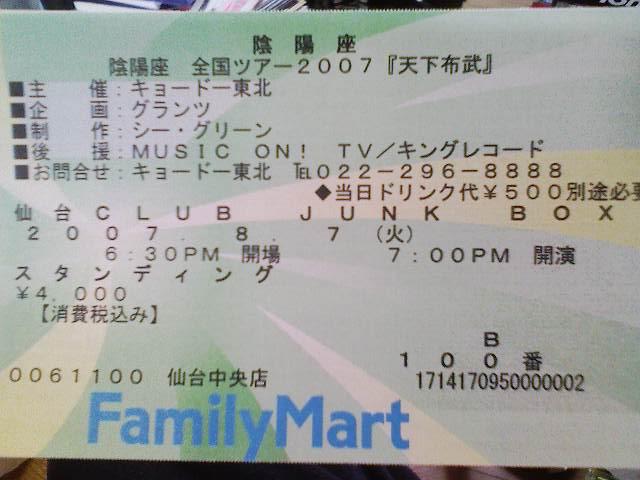 陰陽座
陰陽座 全国ツアー2007『天下布武』
■主 催:キョードー東北
■企 画:グランツ
■制 作:シー・グリーン
■後 援:MUSIC ON! TV/キングレコード
■お問合せ:キョードー東北 TEL022-296-8888
◆当日ドリンク代¥500別途必要
仙台CLUB JUNK BOX
2007. 8. 7 (火)
6:30PM 開場 7:00PM 開演
スタンディング
¥4,000
【消費税込み】
B
100番
0061100 仙台中央店 1714170950000002
FamilyMart